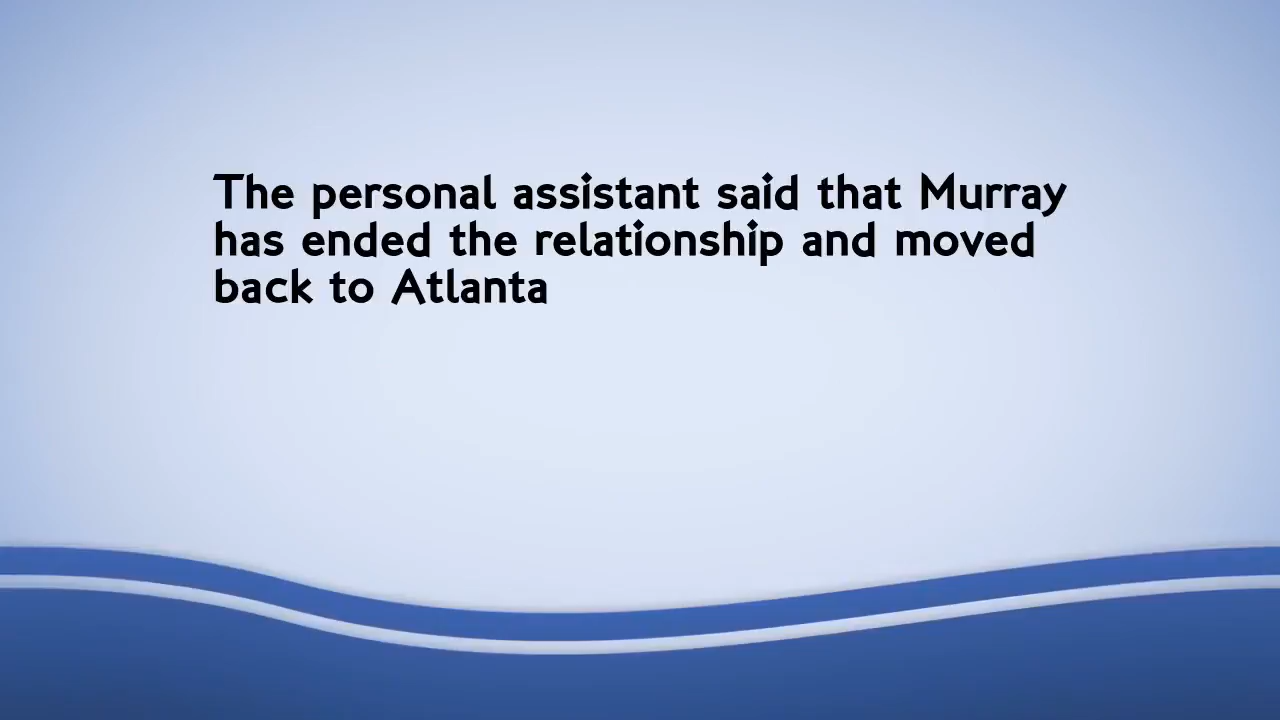 The personal assistant said that Murray
has ended the relationship and moved
back to Atlanta